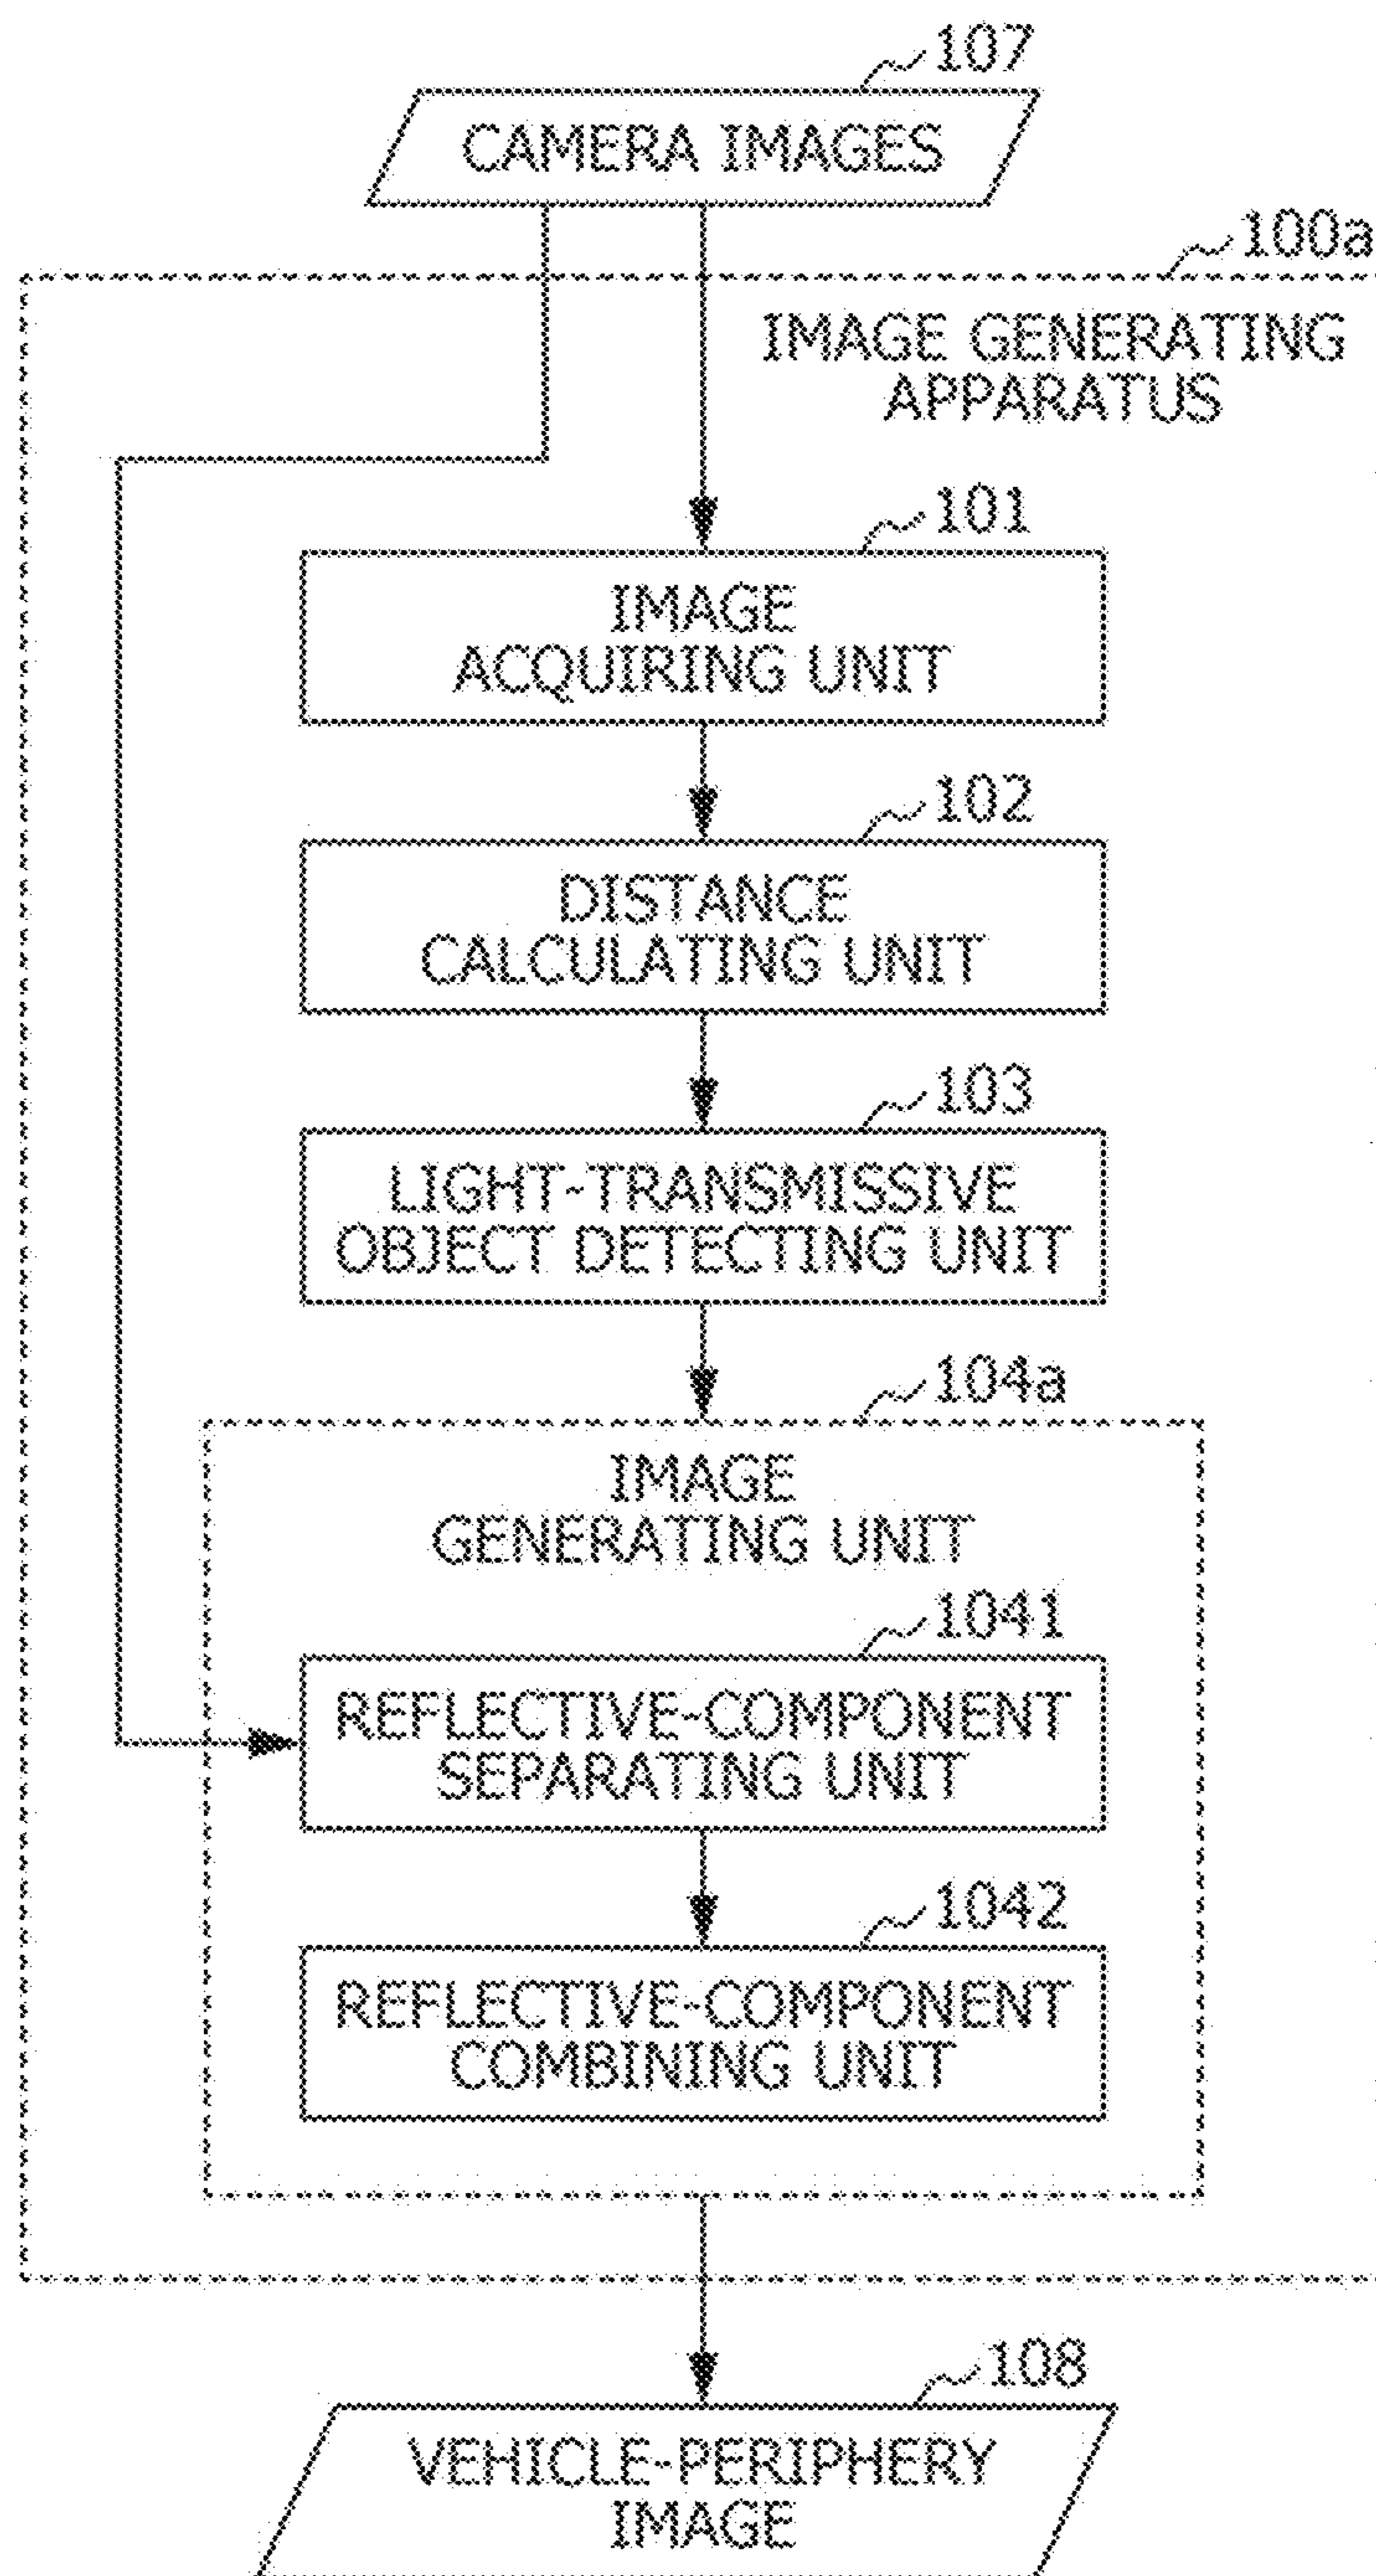 107
CAMERA IMAGES
100a
IMAGE GENERATING
APPARATUS
101
IMAGE
ACQUIRING UNIT
102
DISTANCE
CALCULATING UNIT
103
LIGHT-TRANSMISSIVE
OBJECT DETECTING UNIT
104a
IMAGE
GENERATING UNIT
1041
REFLECTIVE-COMPONENT
SEPARATING UNIT
1042
REFLECTIVE-COMPONENT
COMBINING UNIT
108
VEHICLE-PERIPHERY
IMAGE